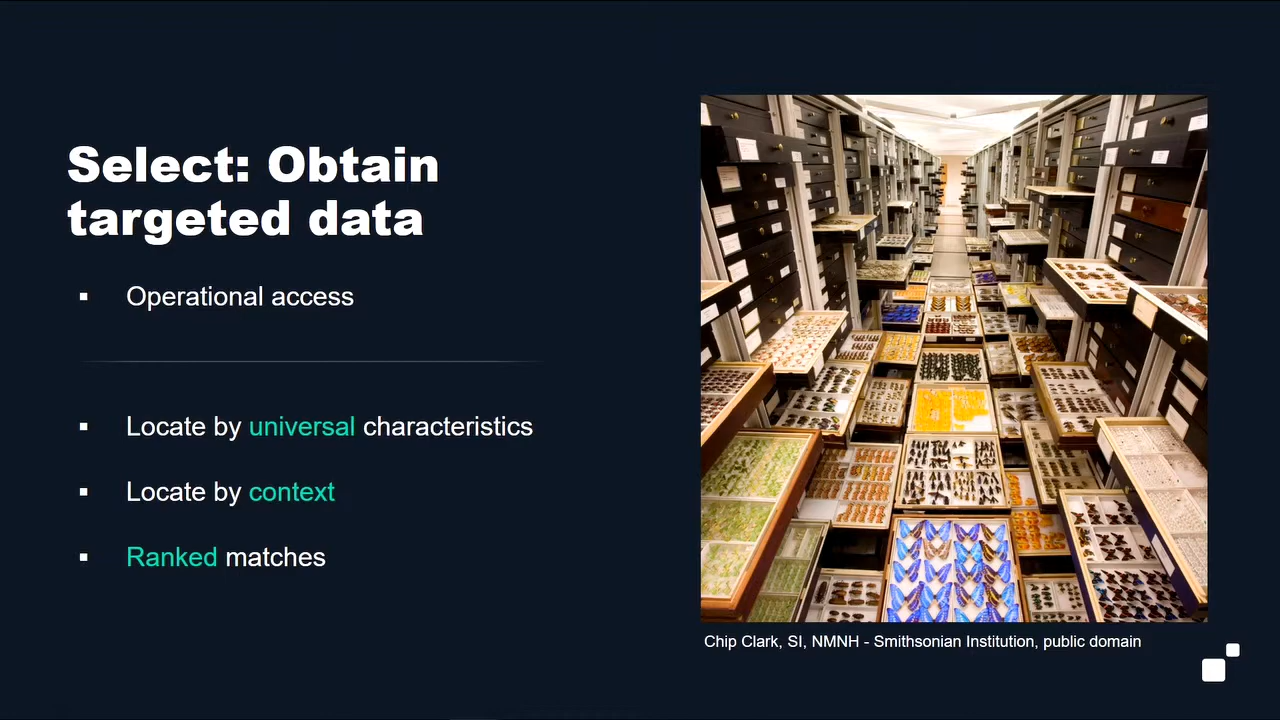 Select: Obtain
targeted data
▪ Operational access
▪ Locate by universal characteristics
▪ Locate by context
▪ Ranked matches
Chip Clark, SI, NMNH - Smithsonian Institution, public domain